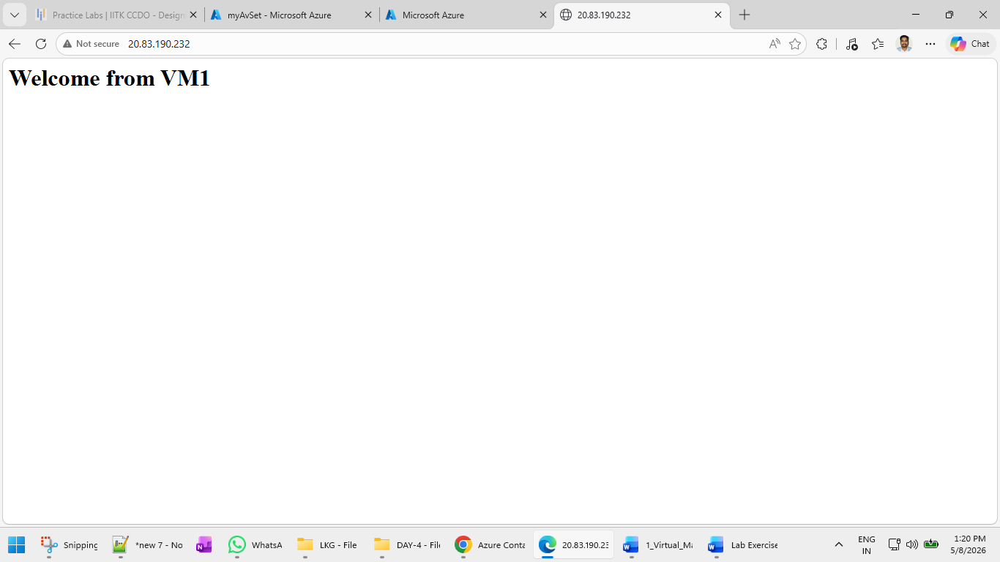 Practice Labs | IITK CCDO - Design
myAvSet - Microsoft Azure
Microsoft Azure
20.83.190.232
Not secure
20.83.190.232
Chat
Welcome from VM1
Snipping
*new 7 - No
WhatsA
LKG - File
DAY-4 - File
Azure Conta
20.83.190.23
1_Virtual_Ma
Lab Exercise
ENG
IN
1:20 PM
5/8/2026